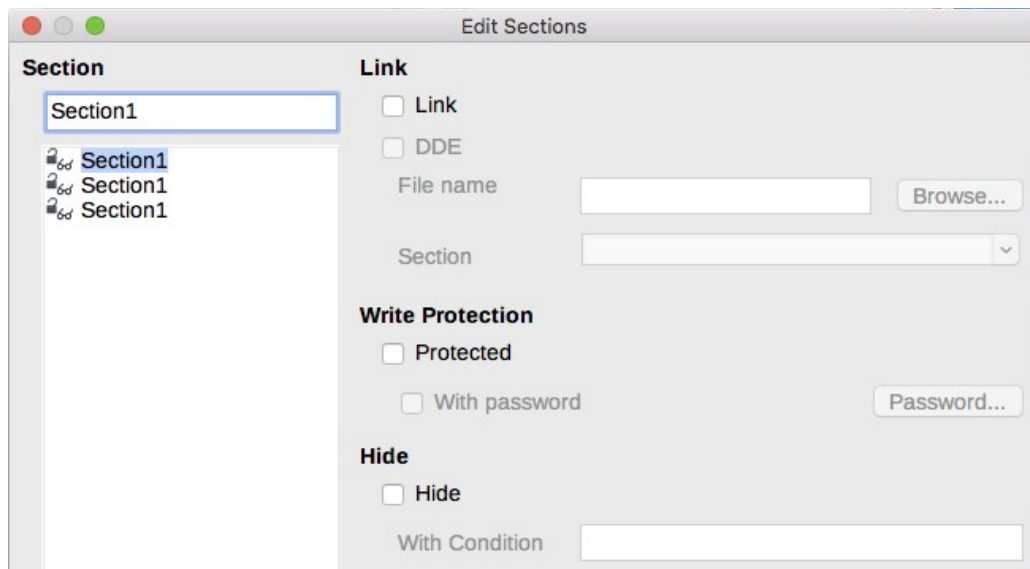 Edit Sections
Section
Section1
Section1
Section1
Section1
Link
Link
DDE
File name
Browse...
Section
Write Protection
Protected
With password
Password...
Hide
Hide
With Condition